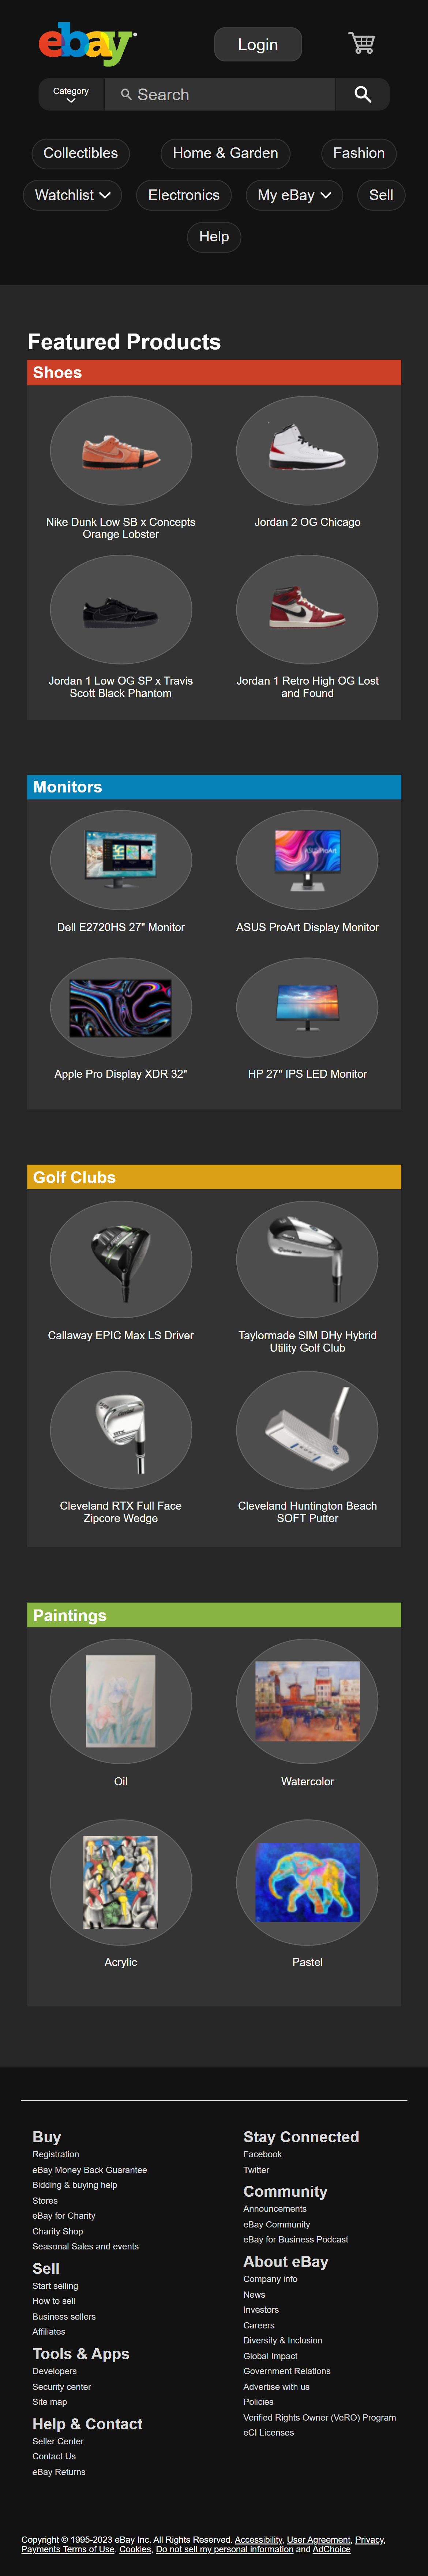 ebay
Login
Category
Search
Collectibles
Home & Garden
Fashion
Watchlist
Electronics
My eBay
Sell
Help
Featured Products
Shoes
Nike Dunk Low SB x Concepts
Orange Lobster
Jordan 2 OG Chicago
Jordan 1 Low OG SP x Travis
Scott Black Phantom
Jordan 1 Retro High OG Lost
and Found
Monitors
Dell E2720HS 27" Monitor
ASUS ProArt Display Monitor
Apple Pro Display XDR 32"
HP 27" IPS LED Monitor
Golf Clubs
Callaway EPIC Max LS Driver
Taylormade SIM DHy Hybrid
Utility Golf Club
Cleveland RTX Full Face
Zipcore Wedge
Cleveland Huntington Beach
SOFT Putter
Paintings
Oil
Watercolor
Acrylic
Pastel
Buy
Registration
eBay Money Back Guarantee
Bidding & buying help
Stores
eBay for Charity
Charity Shop
Seasonal Sales and events
Sell
Start selling
How to sell
Business sellers
Affiliates
Tools & Apps
Developers
Security center
Site map
Help & Contact
Seller Center
Contact Us
eBay Returns
Stay Connected
Facebook
Twitter
Community
Announcements
eBay Community
eBay for Business Podcast
About eBay
Company info
News
Investors
Careers
Diversity & Inclusion
Global Impact
Government Relations
Advertise with us
Policies
Verified Rights Owner (VeRO) Program
eCI Licenses
Copyright © 1995-2023 eBay Inc. All Rights Reserved. Accessibility, User Agreement, Privacy,
Payments Terms of Use, Cookies, Do not sell my personal information and AdChoice